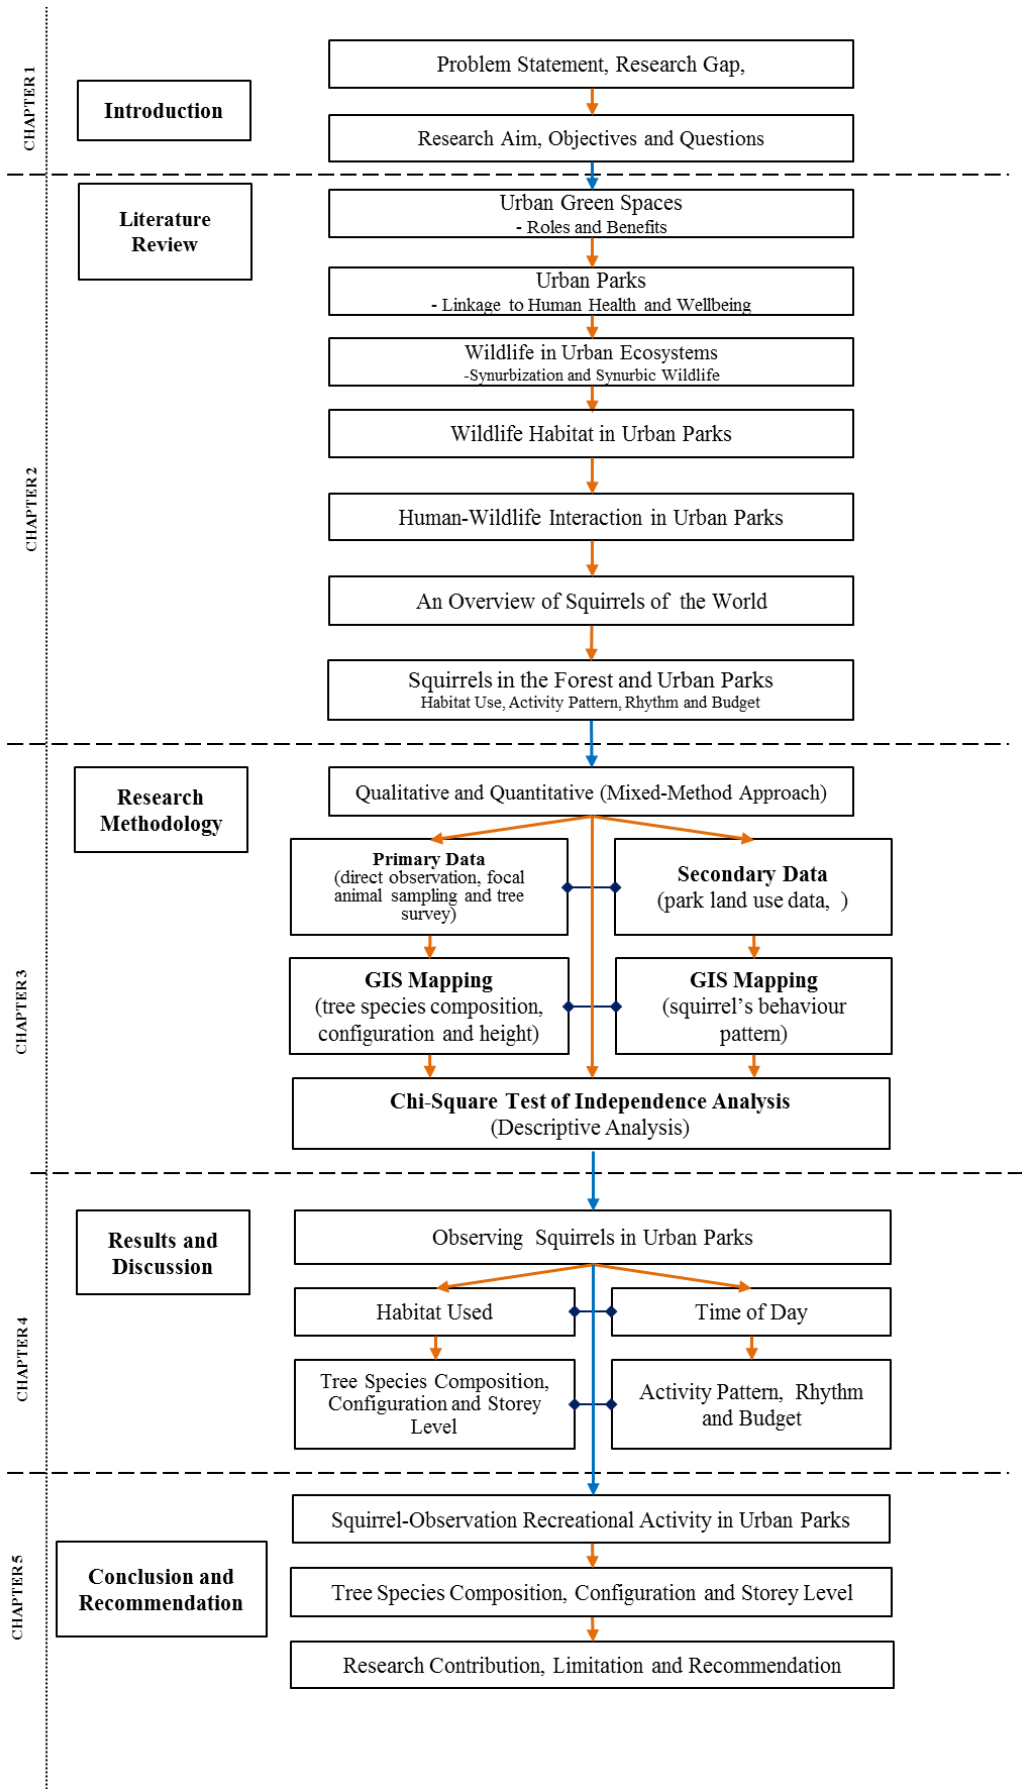 CHAPTER 1
Introduction
Problem Statement, Research Gap,
Research Aim, Objectives and Questions
CHAPTER 2
Literature
Review
Urban Green Spaces
- Roles and Benefits
Urban Parks
- Linkage to Human Health and Wellbeing
Wildlife in Urban Ecosystems
-Synurbization and Synurbic Wildlife
Wildlife Habitat in Urban Parks
Human-Wildlife Interaction in Urban Parks
An Overview of Squirrels of the World
Squirrels in the Forest and Urban Parks
Habitat Use, Activity Pattern, Rhythm and Budget
CHAPTER 3
Research
Methodology
Qualitative and Quantitative (Mixed-Method Approach)
Primary Data
(direct observation, focal
animal sampling and tree
survey)
Secondary Data
(park land use data, )
GIS Mapping
(tree species composition,
configuration and height)
GIS Mapping
(squirrel's behaviour
pattern)
Chi-Square Test of Independence Analysis
(Descriptive Analysis)
CHAPTER 4
Results and
Discussion
Observing Squirrels in Urban Parks
Habitat Used
Time of Day
Tree Species Composition,
Configuration and Storey
Level
Activity Pattern, Rhythm
and Budget
CHAPTER 5
Conclusion and
Recommendation
Squirrel-Observation Recreational Activity in Urban Parks
Tree Species Composition, Configuration and Storey Level
Research Contribution, Limitation and Recommendation